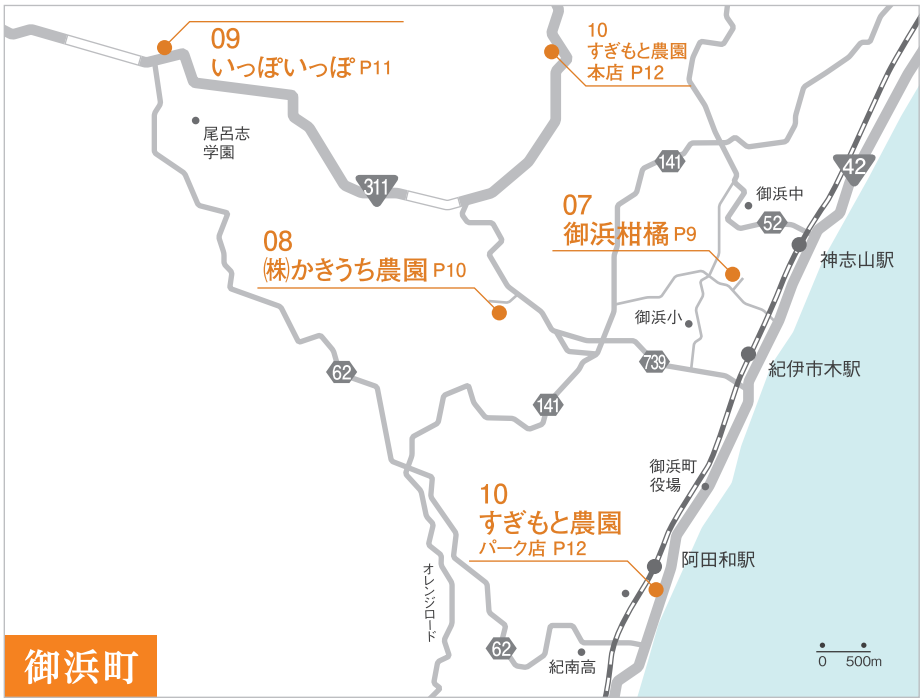 09
いっぽいっぽ P11
10
すぎもと農園
本店 P12
尾呂志
学園
311
141
42
御浜中
52
07
御浜柑橘 P9
神志山駅
08
㈱かきうち農園 P10
御浜小
739
紀伊市木駅
62
141
御浜町
役場
10
すぎもと農園
パーク店 P12
阿田和駅
オレンジロード
62
紀南高
御浜町
0 500m